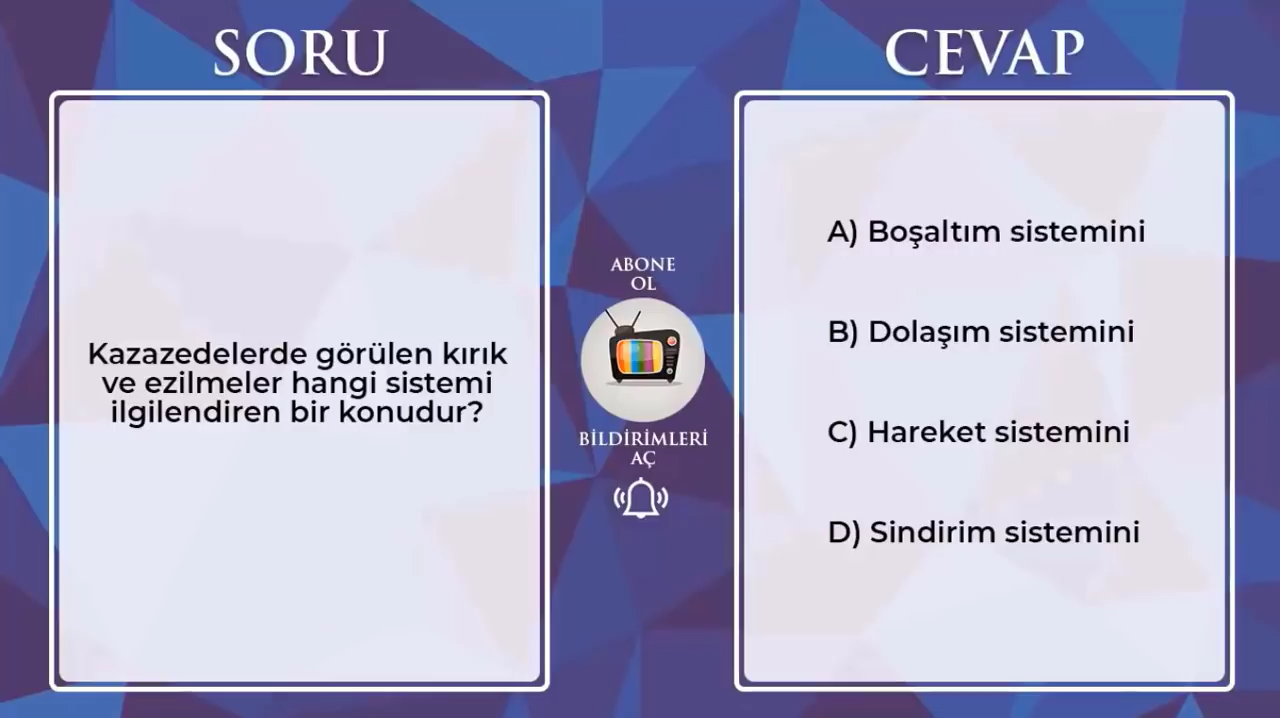 SORU
Kazazedelerde görülen kırık
ve ezilmeler hangi sistemi
ilgilendiren bir konudur?
ABONE
OL
BİLDİRİMLERİ
AÇ
CEVAP
A) Boşaltım sistemini
B) Dolaşım sistemini
C) Hareket sistemini
D) Sindirim sistemini